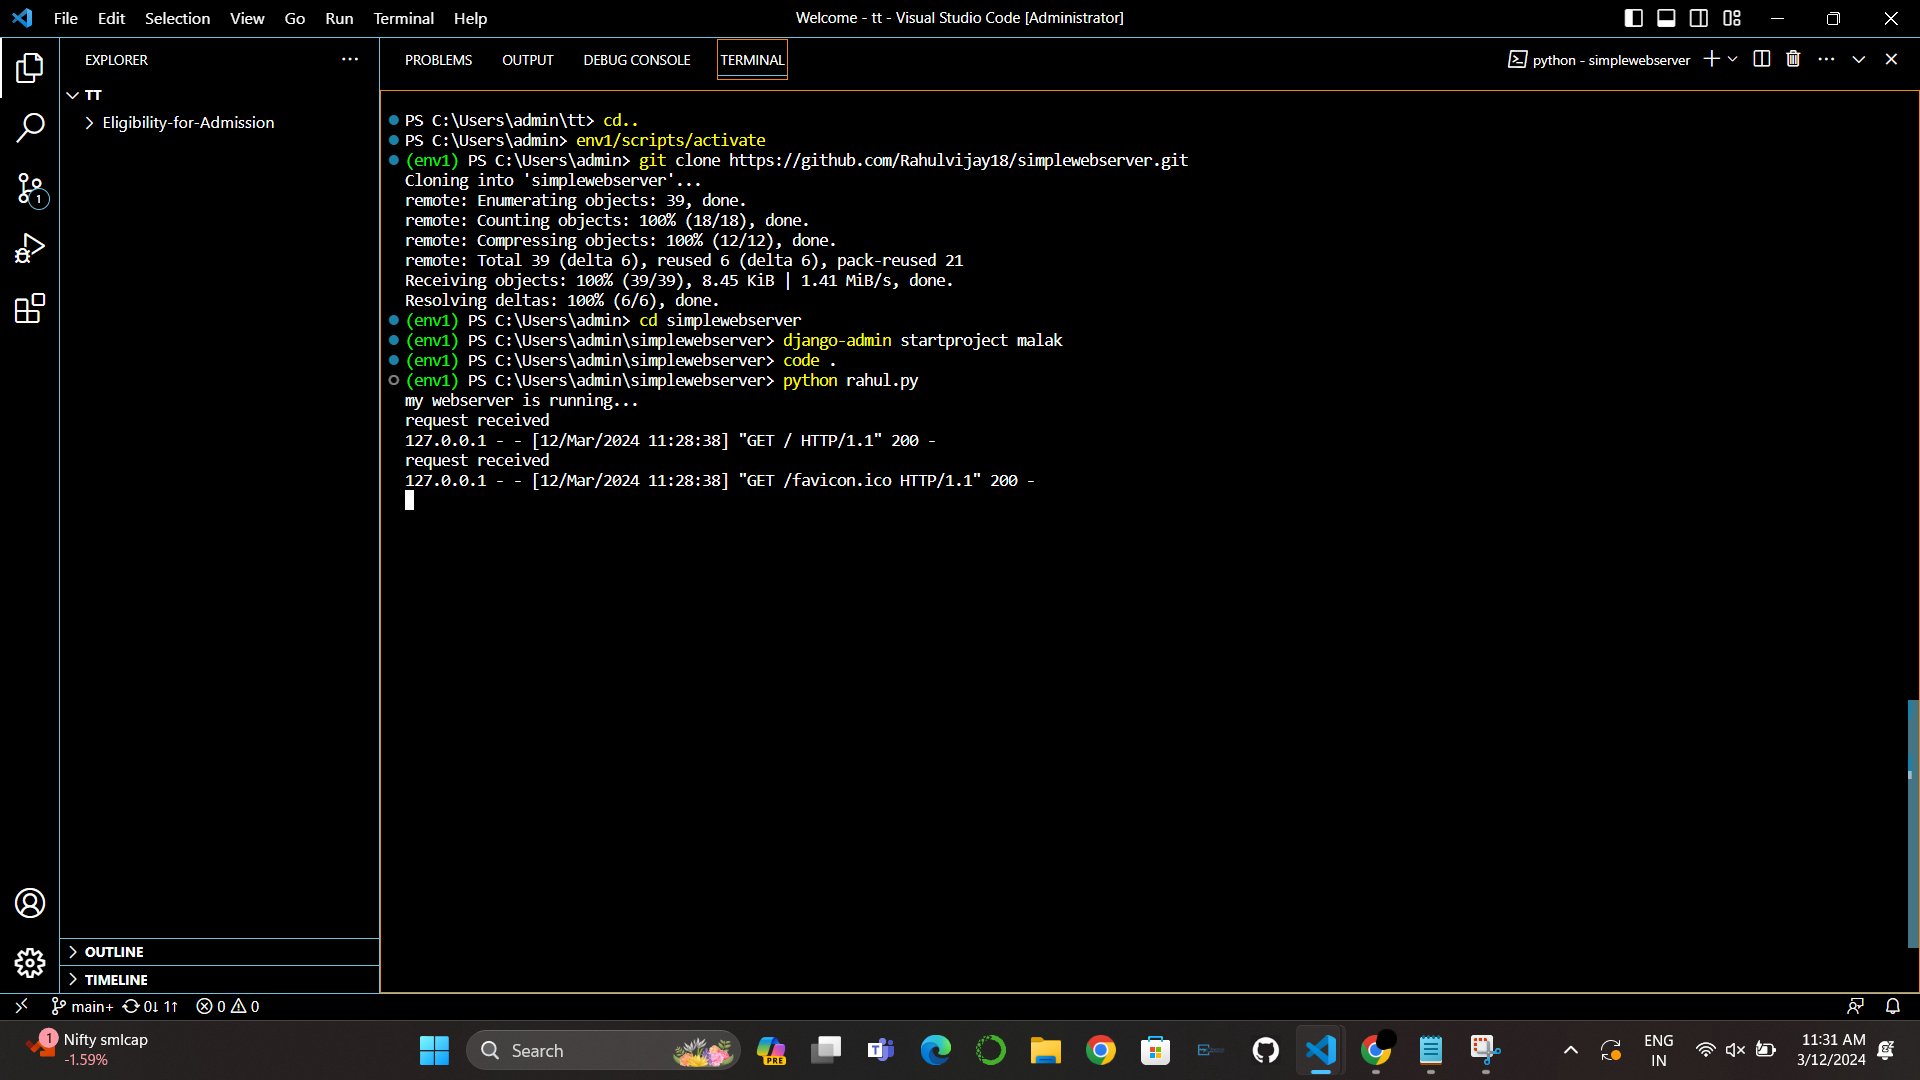 File Edit Selection View Go Run Terminal Help
Welcome - tt - Visual Studio Code [Administrator]
EXPLORER
PROBLEMS OUTPUT DEBUG CONSOLE TERMINAL
python - simplewebserver
TT
Eligibility-for-Admission
PS C:\Users\admin\tt> cd..
PS C:\Users\admin> env1/scripts/activate
(env1) PS C:\Users\admin> git clone https://github.com/Rahulvijay18/simplewebserver.git
Cloning into 'simplewebserver'...
remote: Enumerating objects: 39, done.
remote: Counting objects: 100% (18/18), done.
remote: Compressing objects: 100% (12/12), done.
remote: Total 39 (delta 6), reused 6 (delta 6), pack-reused 21
Receiving objects: 100% (39/39), 8.45 KiB | 1.41 MiB/s, done.
Resolving deltas: 100% (6/6), done.
(env1) PS C:\Users\admin> cd simplewebserver
(env1) PS C:\Users\admin\simplewebserver> django-admin startproject malak
(env1) PS C:\Users\admin\simplewebserver> code .
(env1) PS C:\Users\admin\simplewebserver> python rahul.py
my webserver is running...
request received
127.0.0.1 - - [12/Mar/2024 11:28:38] "GET / HTTP/1.1" 200 -
request received
127.0.0.1 - - [12/Mar/2024 11:28:38] "GET /favicon.ico HTTP/1.1" 200 -
1
OUTLINE
TIMELINE
main+ 0↓ 1↑ 0 0
1
Nifty smlcap
-1.59%
Search
PRE
ENG
IN
11:31 AM
3/12/2024